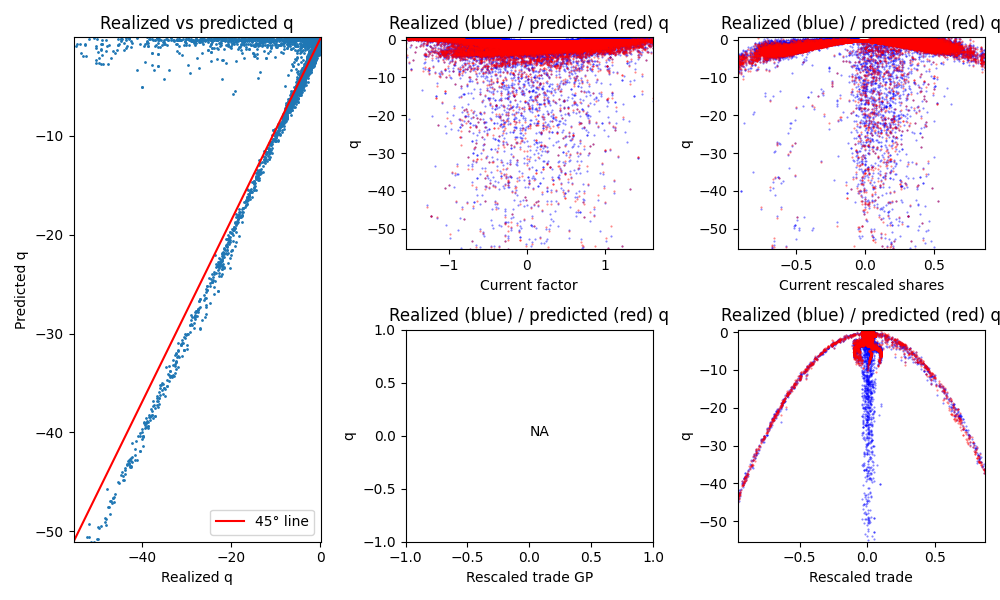 Realized vs predicted q
Predicted q
−10
−20
−30
−40
−50
−40
−20
0
Realized q
45° line
Realized (blue) / predicted (red) q
q
0
−10
−20
−30
−40
−50
−1
0
1
Current factor
Realized (blue) / predicted (red) q
q
0
−10
−20
−30
−40
−50
−0.5
0.0
0.5
Current rescaled shares
Realized (blue) / predicted (red) q
q
1.0
0.5
0.0
−0.5
−1.0
NA
−1.0
−0.5
0.0
0.5
1.0
Rescaled trade GP
Realized (blue) / predicted (red) q
q
0
−10
−20
−30
−40
−50
−0.5
0.0
0.5
Rescaled trade